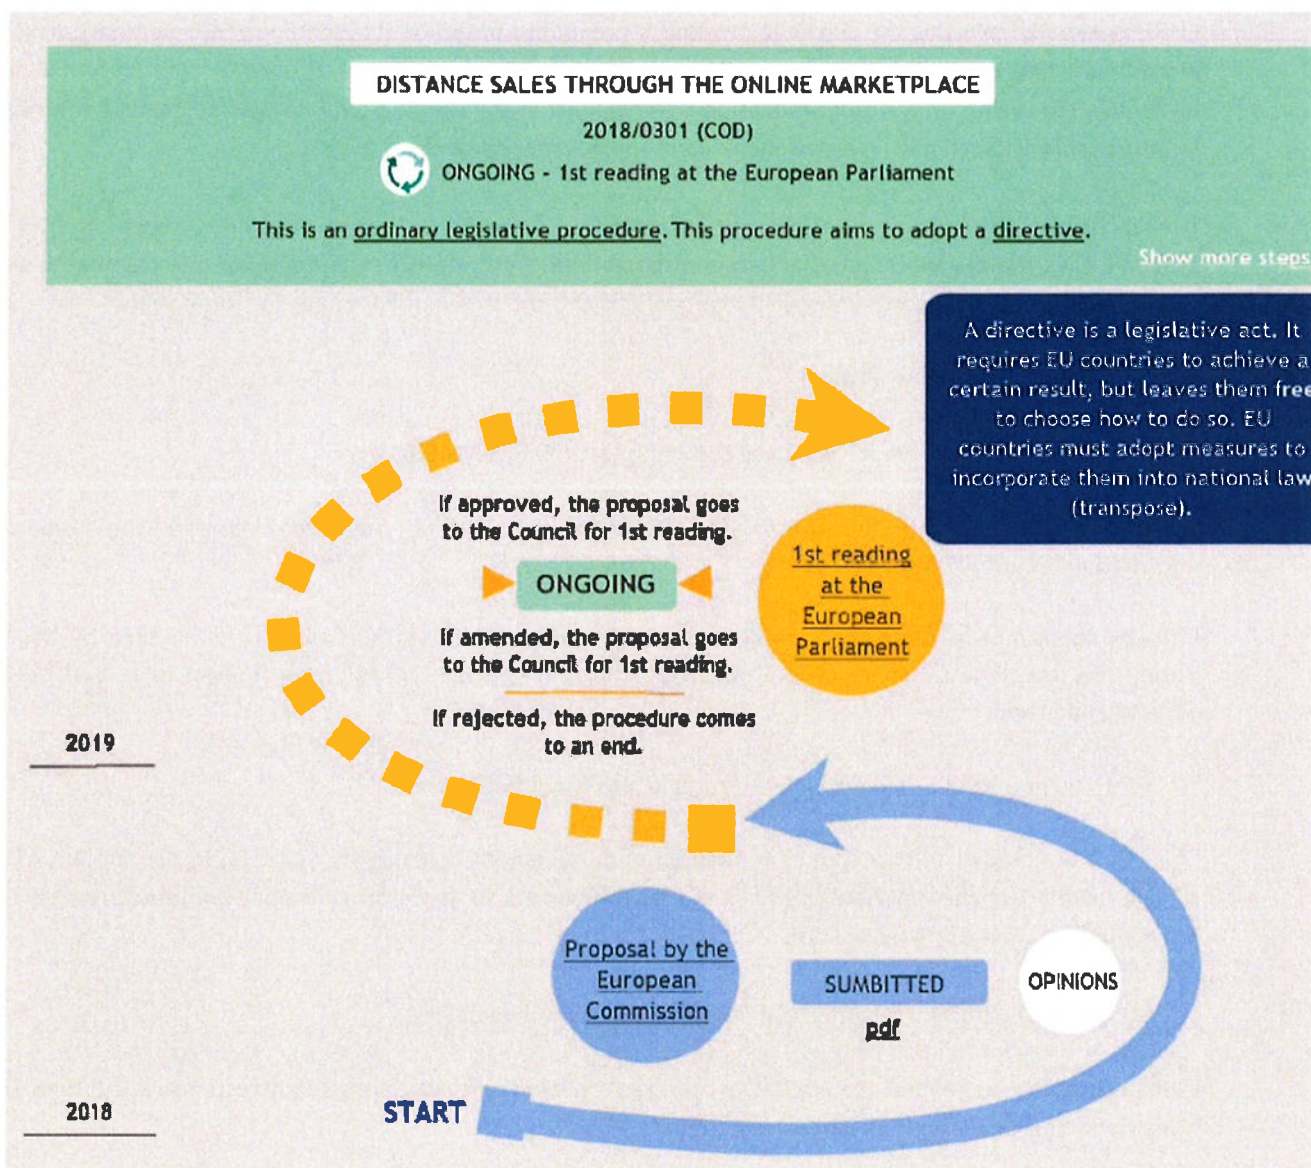 DISTANCE SALES THROUGH THE ONLINE MARKETPLACE
2018/0301 (COD)
ONGOING - 1st reading at the European Parliament
This is an ordinary legislative procedure. This procedure aims to adopt a directive.
Show more steps
A directive is a legislative act. It
requires EU countries to achieve a
certain result, but leaves them free
to choose how to do so. EU
countries must adopt measures to
incorporate them into national law
(transpose).
If approved, the proposal goes
to the Council for 1st reading.
ONGOING
If amended, the proposal goes
to the Council for 1st reading.
If rejected, the procedure comes
to an end.
1st reading
at the
European
Parliament
2019
Proposal by the
European
Commission
SUMBITTED
pdf
OPINIONS
2018
START